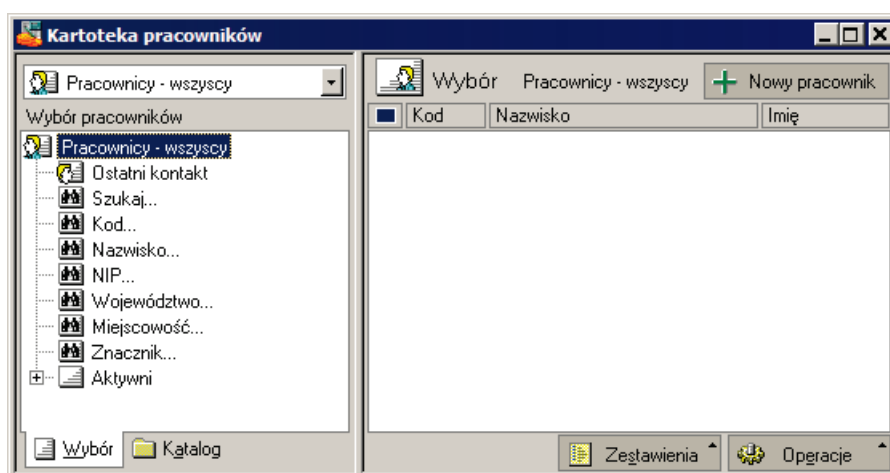 Kartoteka pracowników
Pracownicy - wszyscy
Wybór pracowników
Pracownicy - wszyscy
Ostatni kontakt
Szukaj...
Kod...
Nazwisko...
NIP...
Województwo...
Miejscowość...
Znacznik...
Aktywni
Wybór Katalog
Wybór Pracownicy - wszyscy Nowy pracownik
Kod Nazwisko Imię
Zestawienia Operacje